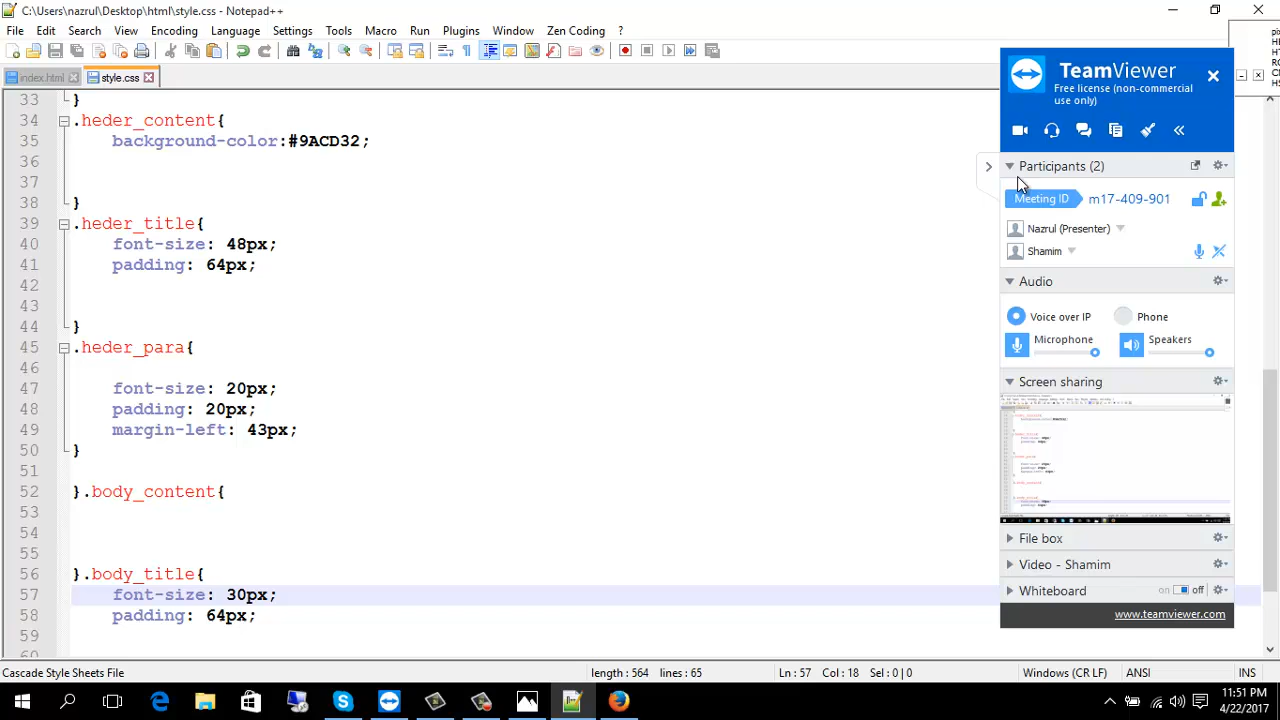 C:\Users\nazrul\Desktop\html\style.css - Notepad++
File Edit Search View Encoding Language Settings Tools Macro Run Plugins Window Zen Coding ?
index.html style.css
33 }
34 .heder_content{
35 background-color:#9ACD32;
36
37
38 }
39 .heder_title{
40 font-size: 48px;
41 padding: 64px;
42
43
44 }
45 .heder_para{
46
47 font-size: 20px;
48 padding: 20px;
49 margin-left: 43px;
50 }
51
52 }.body_content{
53
54
55
56 }.body_title{
57 font-size: 30px;
58 padding: 64px;
59
60
Cascade Style Sheets File length : 564 lines : 65 Ln : 57 Col : 18 Sel : 0 | 0 Windows (CR LF) ANSI INS
TeamViewer
Free license (non-commercial
use only)
Participants (2)
Meeting ID m17-409-901
Nazrul (Presenter)
Shamim
Audio
Voice over IP Phone
Microphone Speakers
Screen sharing
File box
Video - Shamim
Whiteboard on off
www.teamviewer.com
11:51 PM
4/22/2017